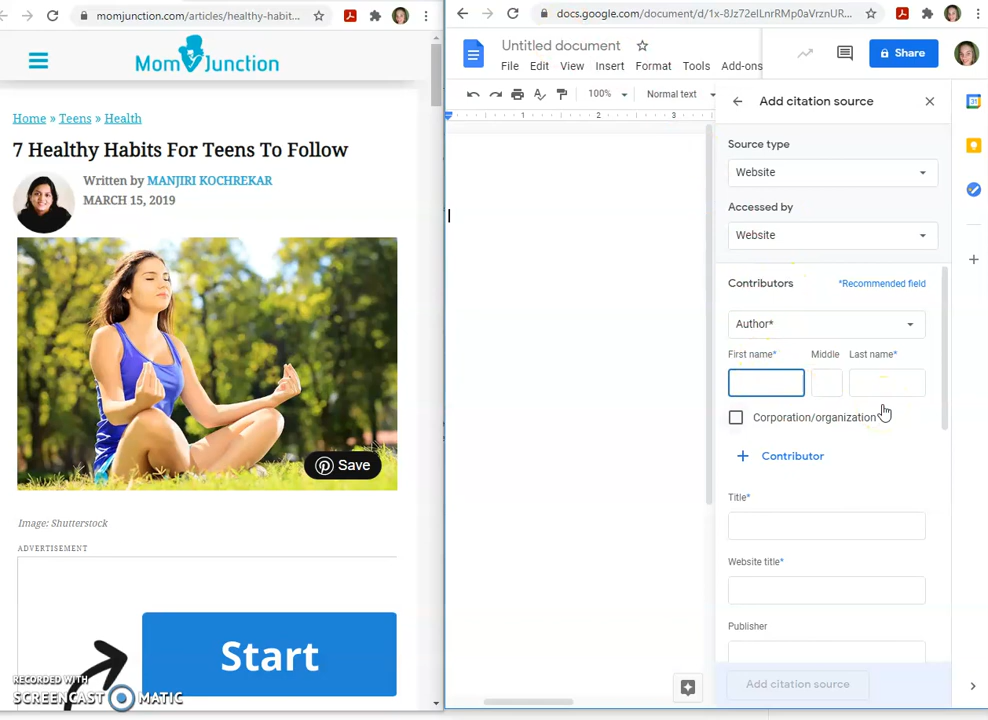 momjunction.com/articles/healthy-habit...
MomJunction
Home » Teens » Health
7 Healthy Habits For Teens To Follow
Written by MANJIRI KOCHREKAR
MARCH 15, 2019
Save
Image: Shutterstock
ADVERTISEMENT
Start
RECORDED WITH
SCREENCAST MATIC
docs.google.com/document/d/1x-8Jz72elLnrRMp0aVrznUR...
Untitled document
File Edit View Insert Format Tools Add-ons
Share
100% Normal text
1 2 3
Add citation source
31
Source type
Website
Accessed by
Website
Contributors *Recommended field
Author*
First name* Middle Last name*
Corporation/organization
+ Contributor
Title*
Website title*
Publisher
Add citation source